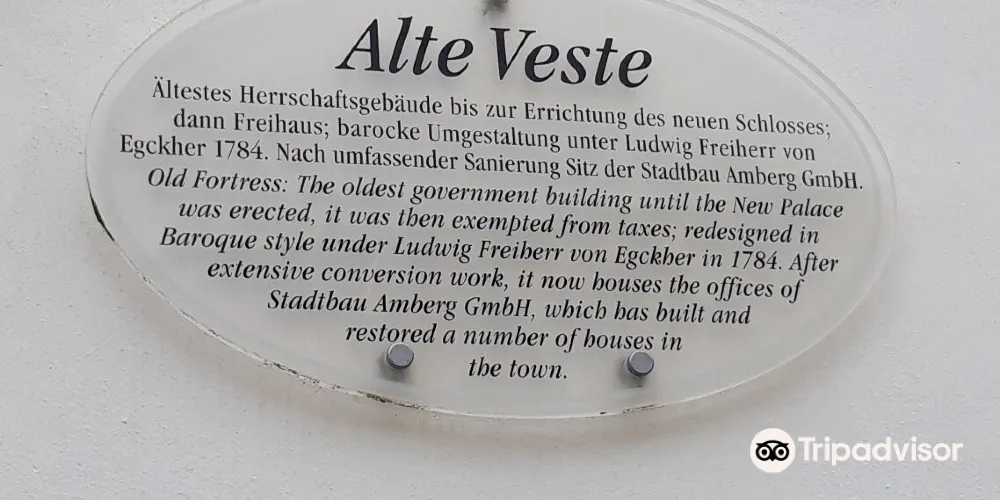 Alte Veste
Ältestes Herrschaftsgebäude bis zur Errichtung des neuen Schlosses;
dann Freihaus; barocke Umgestaltung unter Ludwig Freiherr von
Egckher 1784. Nach umfassender Sanierung Sitz der Stadtbau Amberg GmbH.
Old Fortress: The oldest government building until the New Palace
was erected, it was then exempted from taxes; redesigned in
Baroque style under Ludwig Freiherr von Egckher in 1784. After
extensive conversion work, it now houses the offices of
Stadtbau Amberg GmbH, which has built and
restored a number of houses in
the town.
Tripadvisor